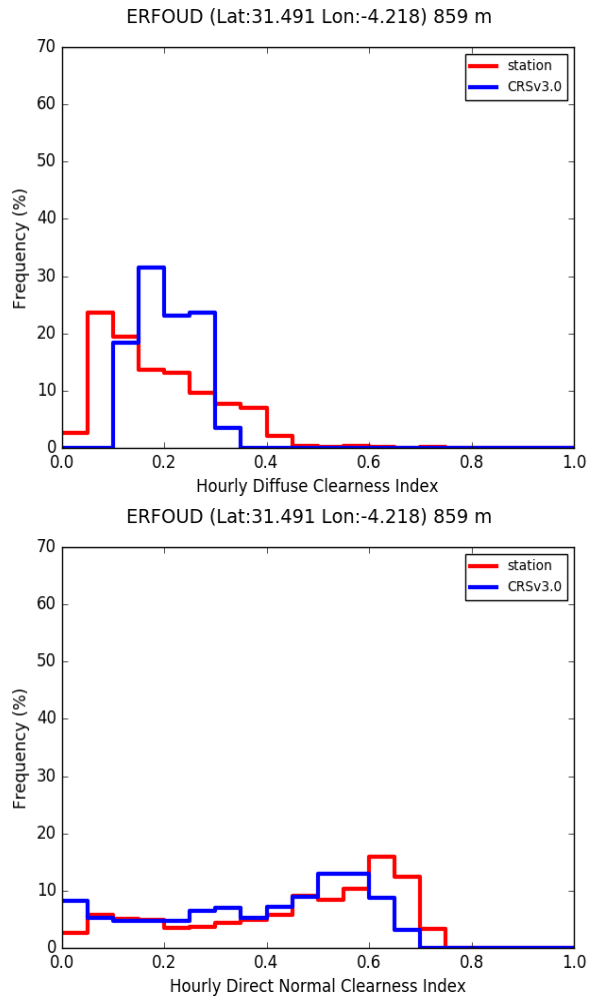 ERFOUD (Lat:31.491 Lon:-4.218) 859 m
70
60
50
40
30
20
10
0
Frequency (%)
station
CRSv3.0
0.0 0.2 0.4 0.6 0.8 1.0
Hourly Diffuse Clearness Index
ERFOUD (Lat:31.491 Lon:-4.218) 859 m
70
60
50
40
30
20
10
0
Frequency (%)
station
CRSv3.0
0.0 0.2 0.4 0.6 0.8 1.0
Hourly Direct Normal Clearness Index